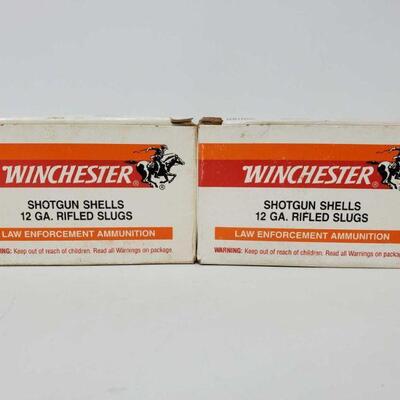 WINCHESTER®
SHOTGUN SHELLS
12 GA. RIFLED SLUGS
LAW ENFORCEMENT AMMUNITION
Keep out of reach of children. Read all Warnings on package.
WINCHESTER®
SHOTGUN SHELLS
12 GA. RIFLED SLUGS
LAW ENFORCEMENT AMMUNITION
WARNING: Keep out of reach of children. Read all Warnings on